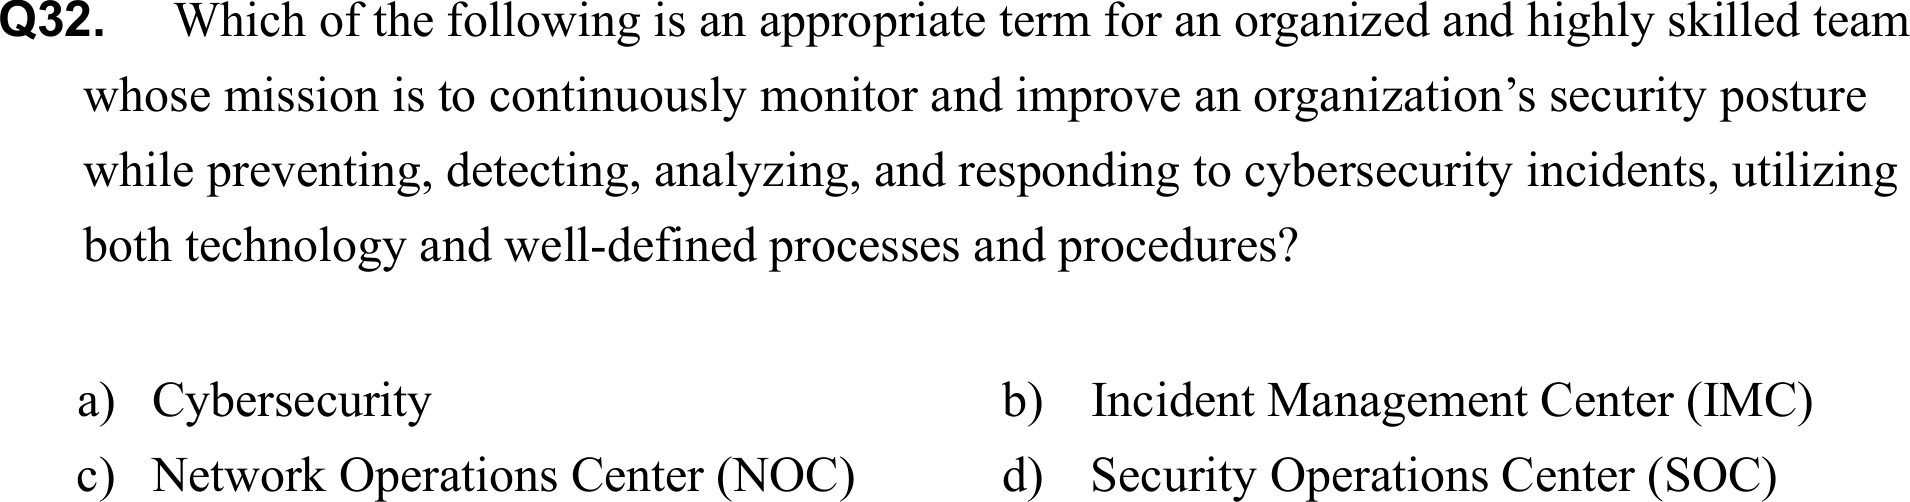 Q32. Which of the following is an appropriate term for an organized and highly skilled team
whose mission is to continuously monitor and improve an organization’s security posture
while preventing, detecting, analyzing, and responding to cybersecurity incidents, utilizing
both technology and well-defined processes and procedures?
a) Cybersecurity b) Incident Management Center (IMC)
c) Network Operations Center (NOC) d) Security Operations Center (SOC)